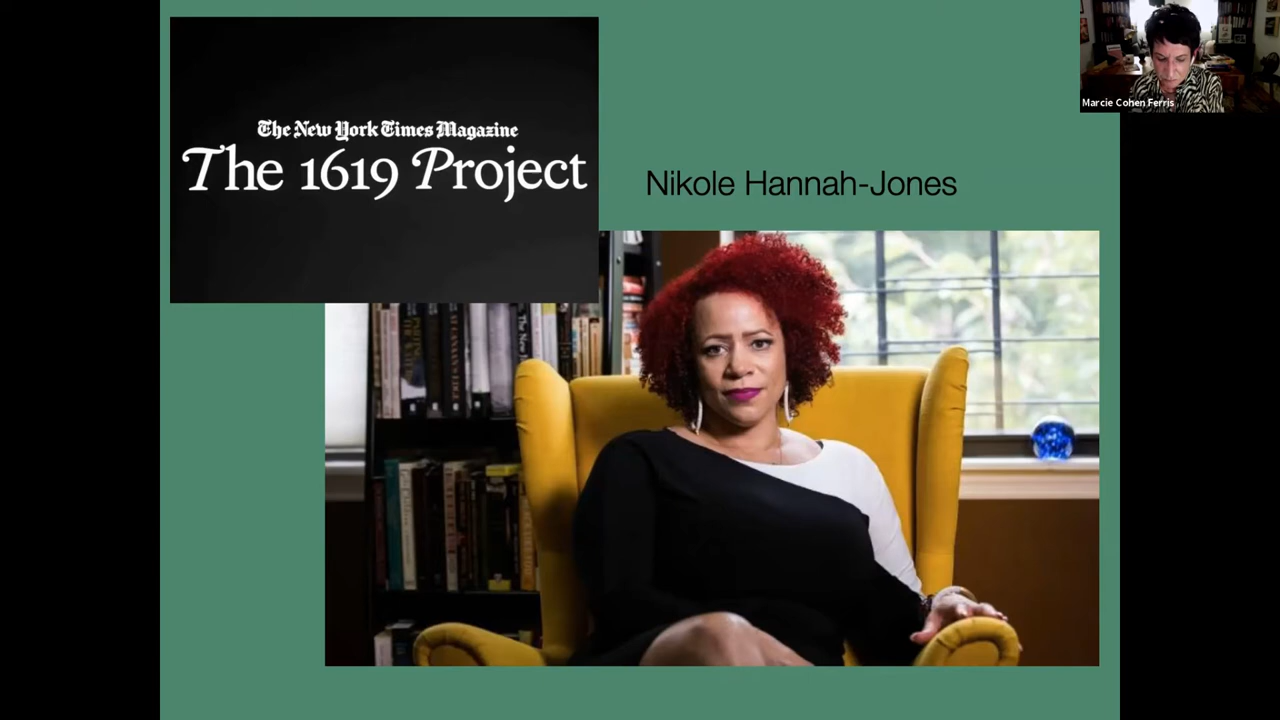 The New York Times Magazine
The 1619 Project
Nikole Hannah-Jones
Marcie Cohen Ferris